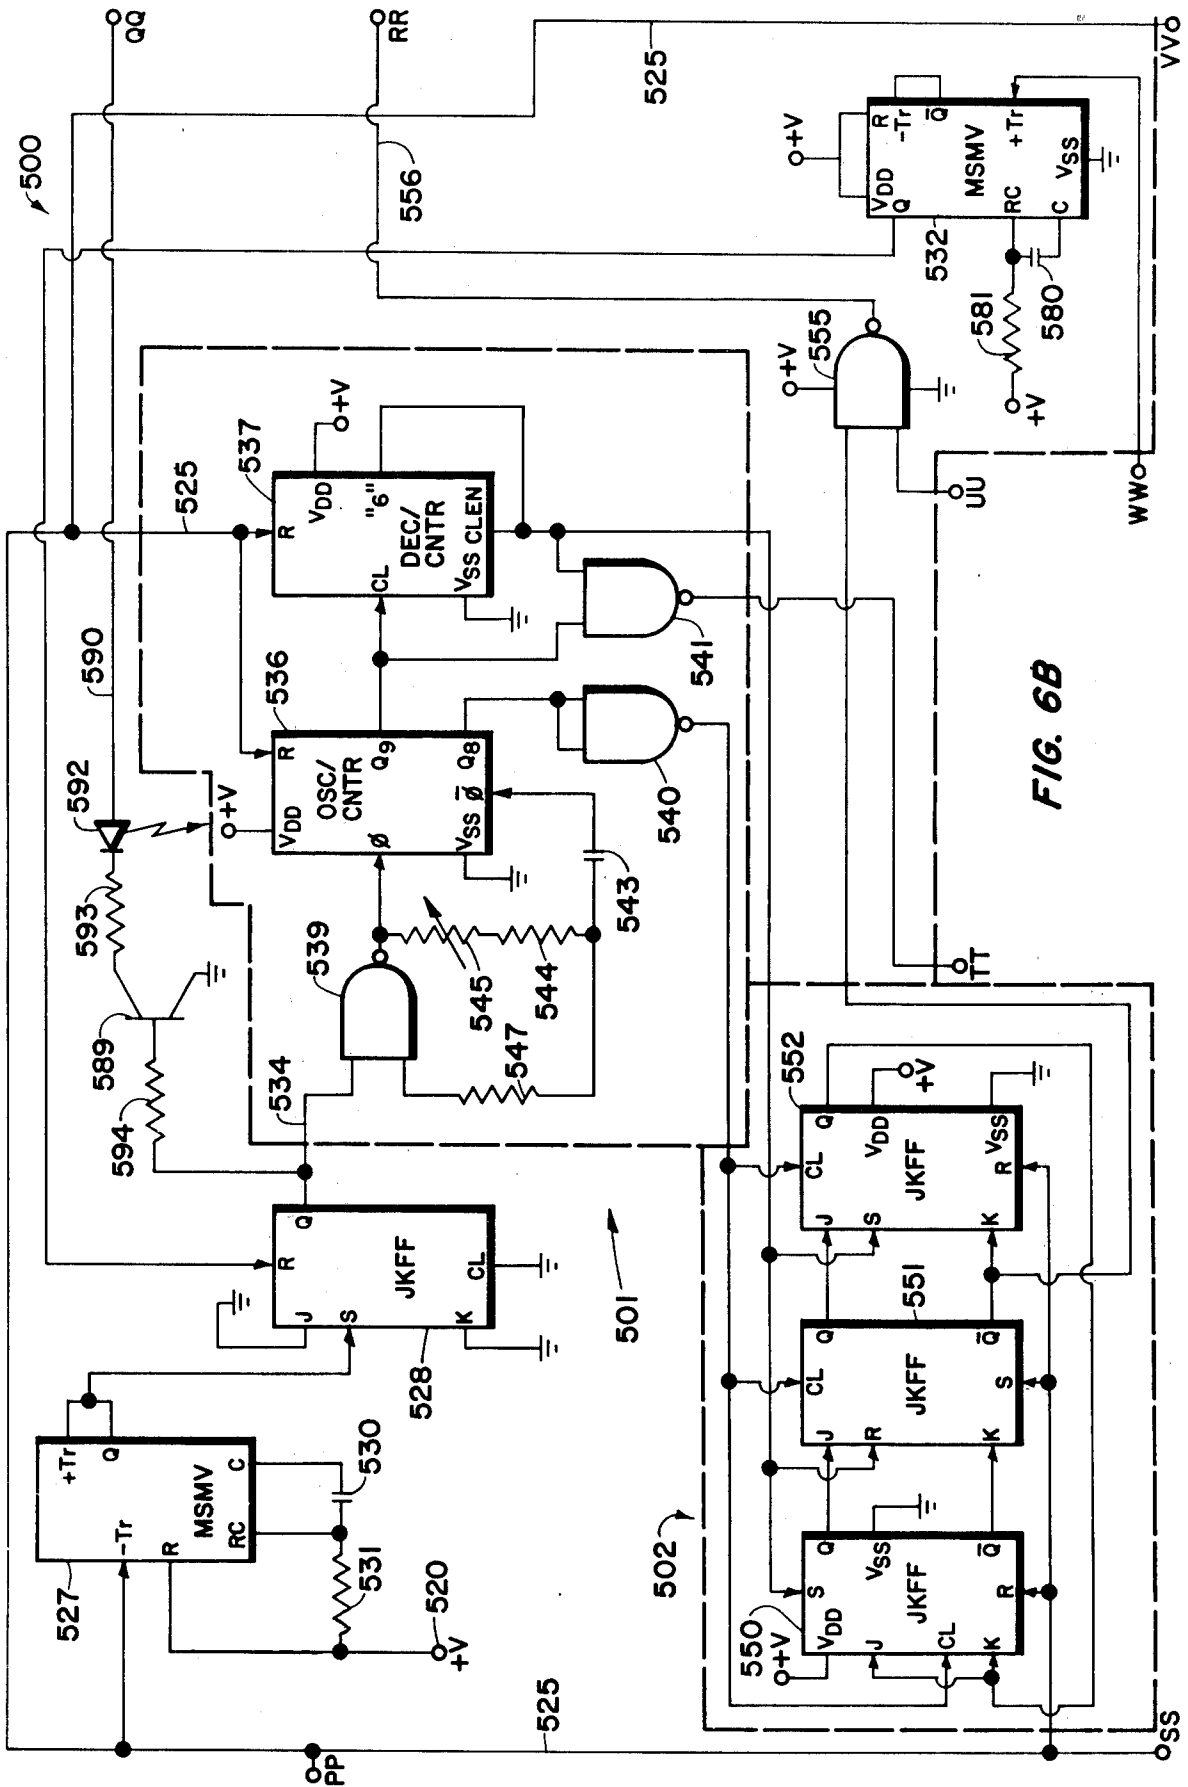 500
QQ
RR
525
VV
556
+V
VDD
R
-Tr
Q
Q̅
MSMV
532
RC
+Tr
C
VSS
581
580
+V
WW
555
+V
UU
590
592
593
589
594
534
525
537
R
VDD
+V
"6"
CL
DEC/
CNTR
VSS
CLEN
536
+V
R
VDD
OSC/
CNTR
Q9
Ø
Q8
VSS
Ø̅
541
540
539
545
544
543
547
TT
527
+Tr
Q
-Tr
MSMV
R
RC
C
530
531
520
+V
528
R
Q
J
S
JKFF
K
CL
501
502
550
+V
VDD
S
Q
VSS
J
JKFF
CL
K
R
Q̅
551
CL
J
Q
R
JKFF
K
S
Q̅
552
CL
Q
J
VDD
+V
S
JKFF
K
R
VSS
PP
525
SS
FIG. 6B